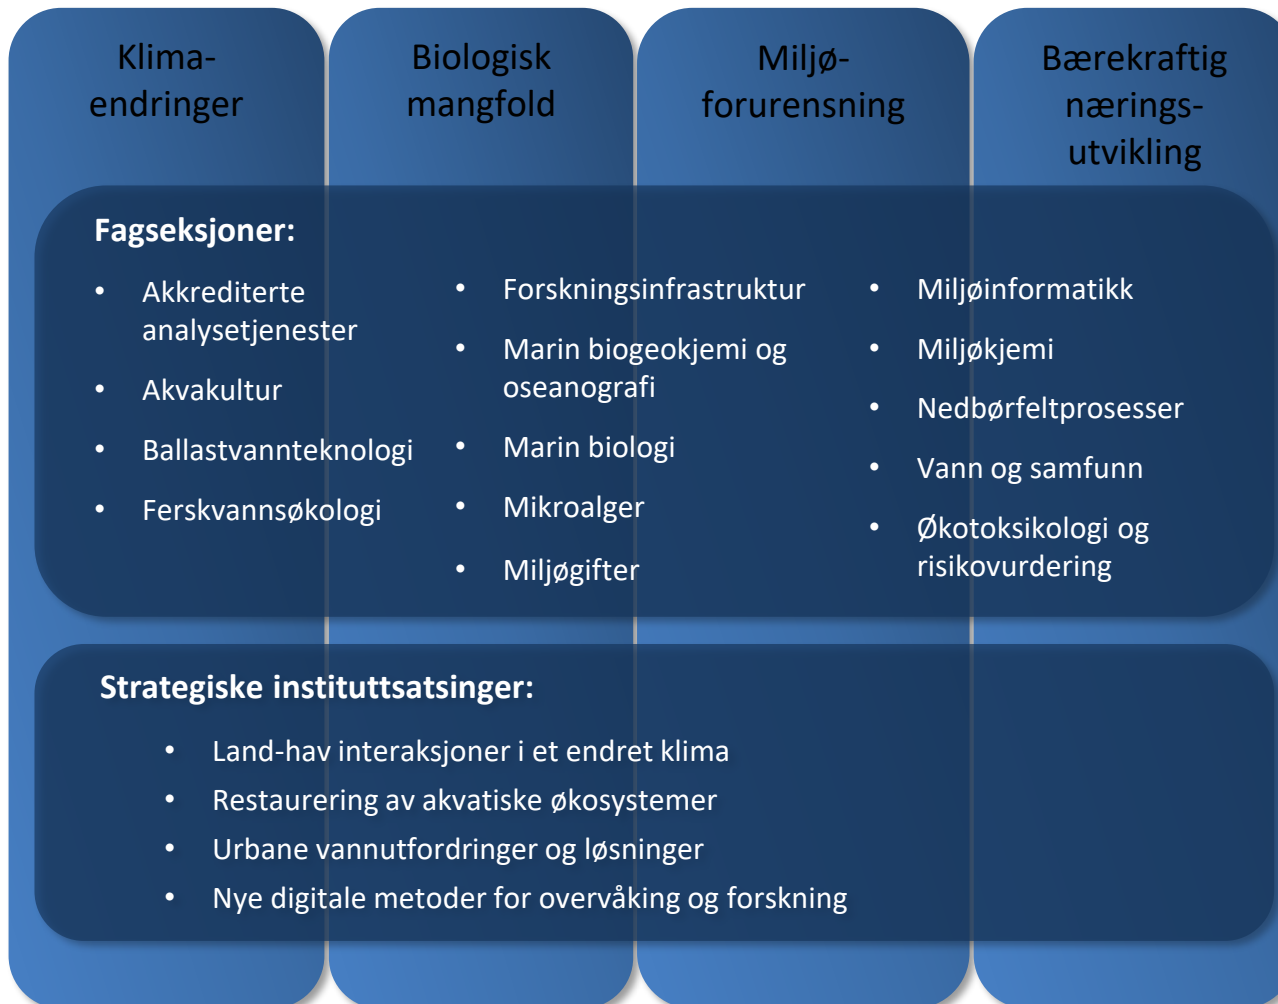 Klima-
endringer
Biologisk
mangfold
Miljø-
forurensning
Bærekraftig
nærings-
utvikling
Fagseksjoner:
• Akkrediterte
analysetjenester
• Akvakultur
• Ballastvannteknologi
• Ferskvannsøkologi
• Forskningsinfrastruktur
• Marin biogeokjemi og
oseanografi
• Marin biologi
• Mikroalger
• Miljøgifter
• Miljøinformatikk
• Miljøkjemi
• Nedbørfeltprosesser
• Vann og samfunn
• Økotoksikologi og
risikovurdering
Strategiske instituttsatsinger:
• Land-hav interaksjoner i et endret klima
• Restaurering av akvatiske økosystemer
• Urbane vannutfordringer og løsninger
• Nye digitale metoder for overvåking og forskning